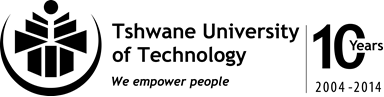 Tshwane University
of Technology
We empower people
10 Years
2004-2014